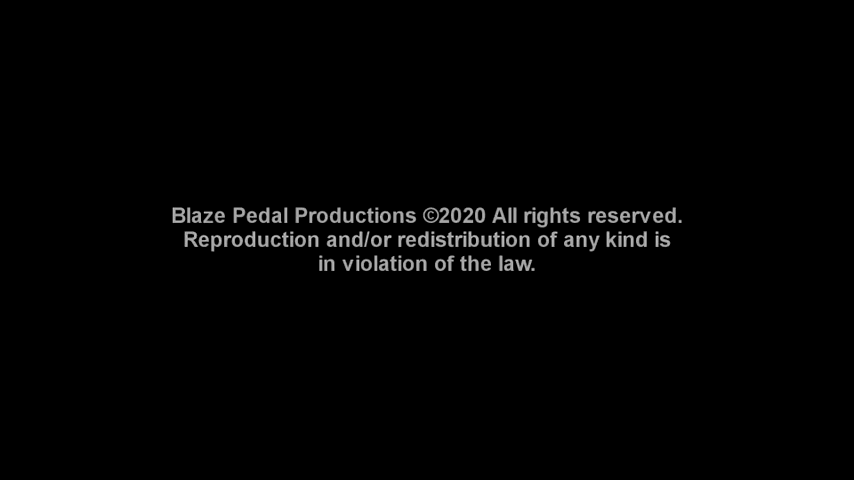 Blaze Pedal Productions ©2020 All rights reserved.
Reproduction and/or redistribution of any kind is
in violation of the law.